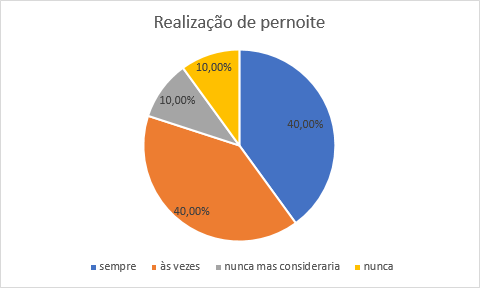 Realização de pernoite
10,00%
10,00%
40,00%
40,00%
sempre às vezes nunca mas consideraria nunca